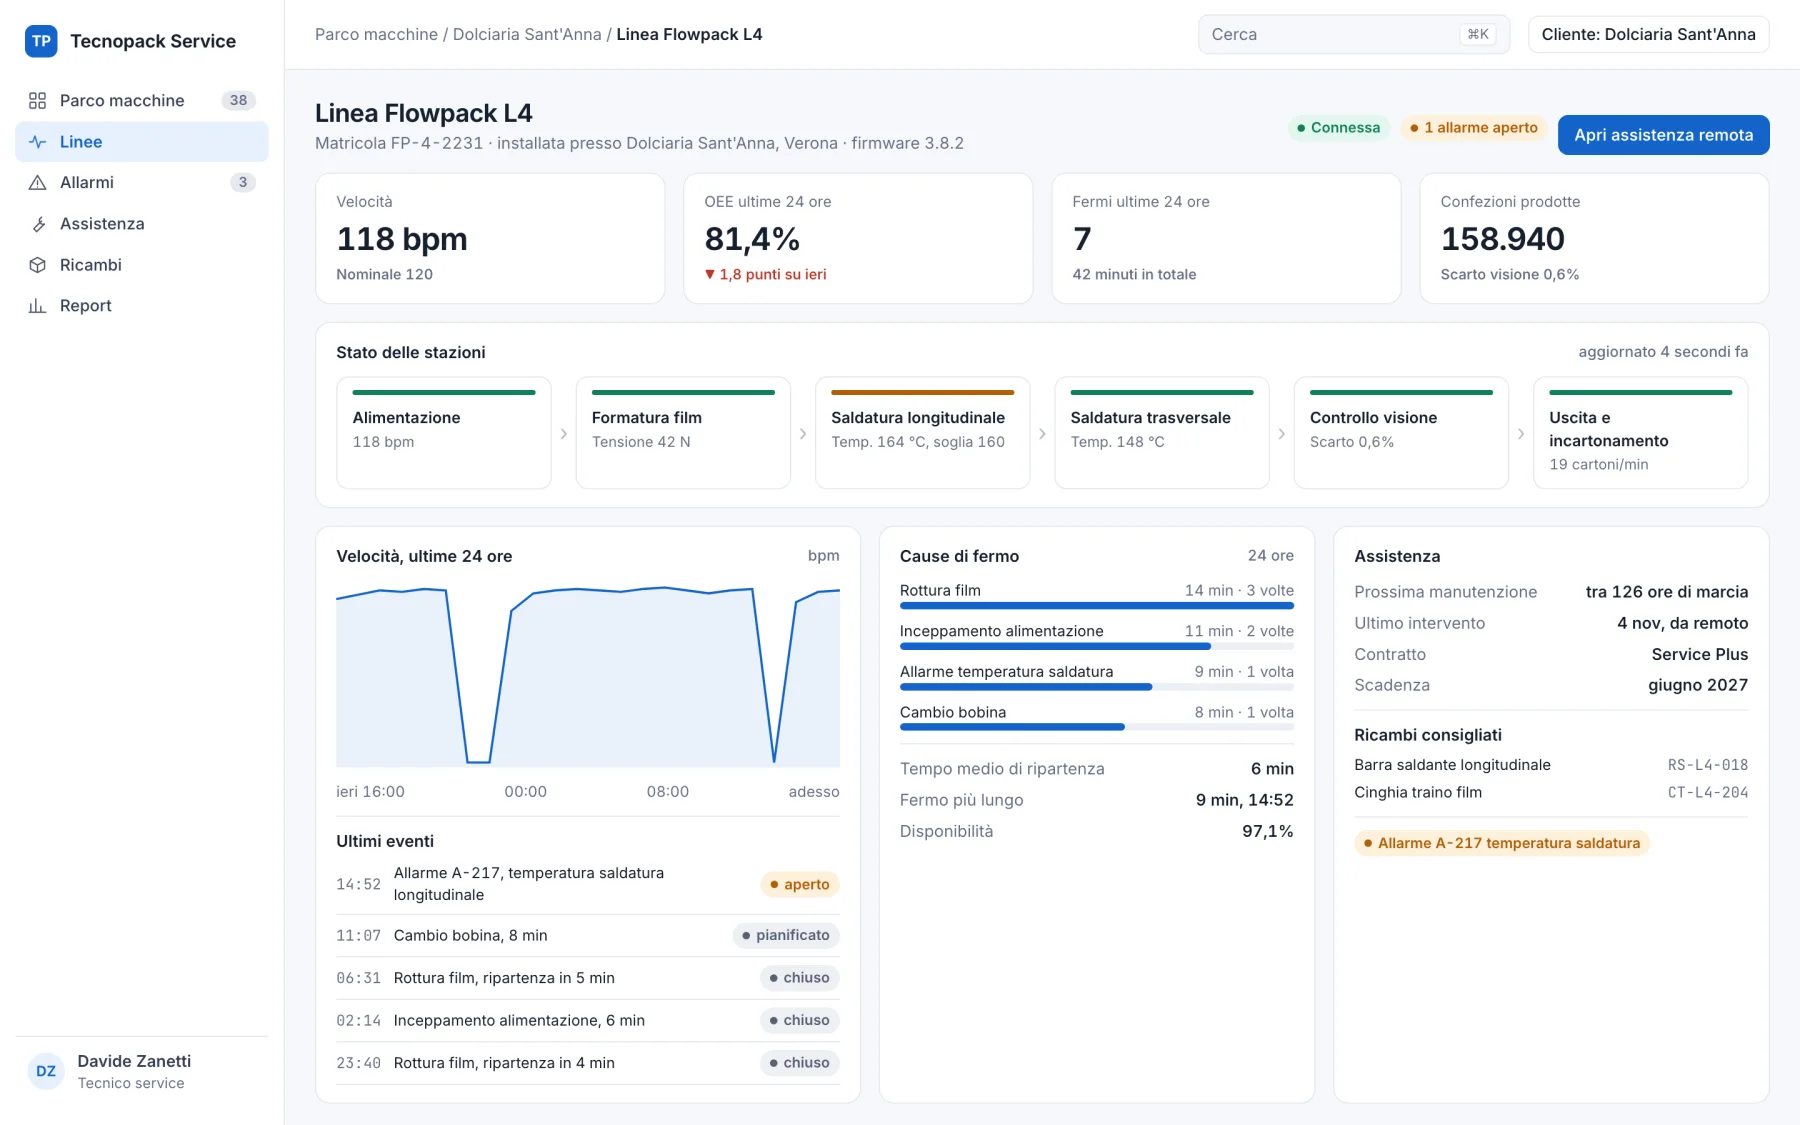 TP Tecnopack Service
Parco macchine 38
Linee
Allarmi 3
Assistenza
Ricambi
Report
DZ
Davide Zanetti
Tecnico service
Parco macchine / Dolciaria Sant'Anna / Linea Flowpack L4
Cerca ⌘K
Cliente: Dolciaria Sant'Anna
Linea Flowpack L4
Matricola FP-4-2231 · installata presso Dolciaria Sant'Anna, Verona · firmware 3.8.2
Connessa
1 allarme aperto
Apri assistenza remota
Velocità
118 bpm
Nominale 120
OEE ultime 24 ore
81,4%
▼ 1,8 punti su ieri
Fermi ultime 24 ore
7
42 minuti in totale
Confezioni prodotte
158.940
Scarto visione 0,6%
Stato delle stazioni
aggiornato 4 secondi fa
Alimentazione
118 bpm
Formatura film
Tensione 42 N
Saldatura longitudinale
Temp. 164 °C, soglia 160
Saldatura trasversale
Temp. 148 °C
Controllo visione
Scarto 0,6%
Uscita e
incartonamento
19 cartoni/min
Velocità, ultime 24 ore
bpm
ieri 16:00 00:00 08:00 adesso
Ultimi eventi
14:52 Allarme A-217, temperatura saldatura
longitudinale
aperto
11:07 Cambio bobina, 8 min pianificato
06:31 Rottura film, ripartenza in 5 min chiuso
02:14 Inceppamento alimentazione, 6 min chiuso
23:40 Rottura film, ripartenza in 4 min chiuso
Cause di fermo
24 ore
Rottura film 14 min · 3 volte
Inceppamento alimentazione 11 min · 2 volte
Allarme temperatura saldatura 9 min · 1 volta
Cambio bobina 8 min · 1 volta
Tempo medio di ripartenza 6 min
Fermo più lungo 9 min, 14:52
Disponibilità 97,1%
Assistenza
Prossima manutenzione tra 126 ore di marcia
Ultimo intervento 4 nov, da remoto
Contratto Service Plus
Scadenza giugno 2027
Ricambi consigliati
Barra saldante longitudinale RS-L4-018
Cinghia traino film CT-L4-204
Allarme A-217 temperatura saldatura